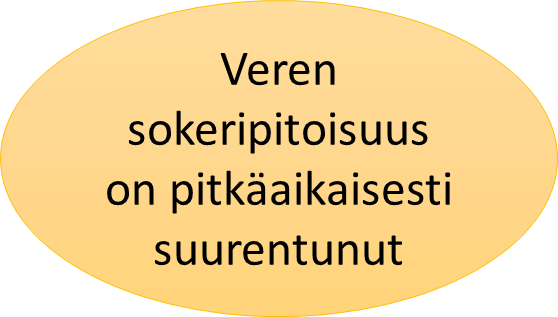 Veren
sokeripitoisuus
on pitkäaikaisesti
suurentunut